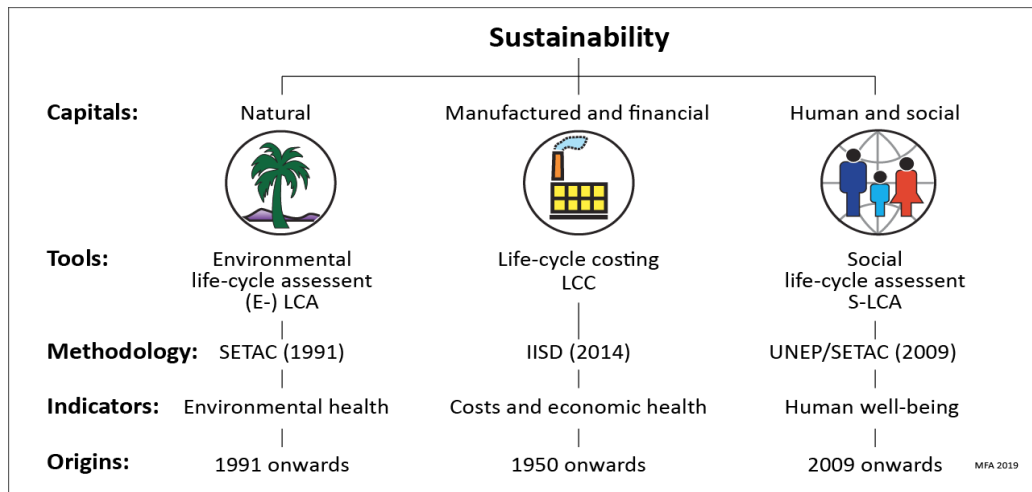 Sustainability
Capitals: Natural Manufactured and financial Human and social
Tools: Environmental Life-cycle costing Social
life-cycle assessent LCC life-cycle assessent
(E-) LCA S-LCA
Methodology: SETAC (1991) IISD (2014) UNEP/SETAC (2009)
Indicators: Environmental health Costs and economic health Human well-being
Origins: 1991 onwards 1950 onwards 2009 onwards MFA 2019